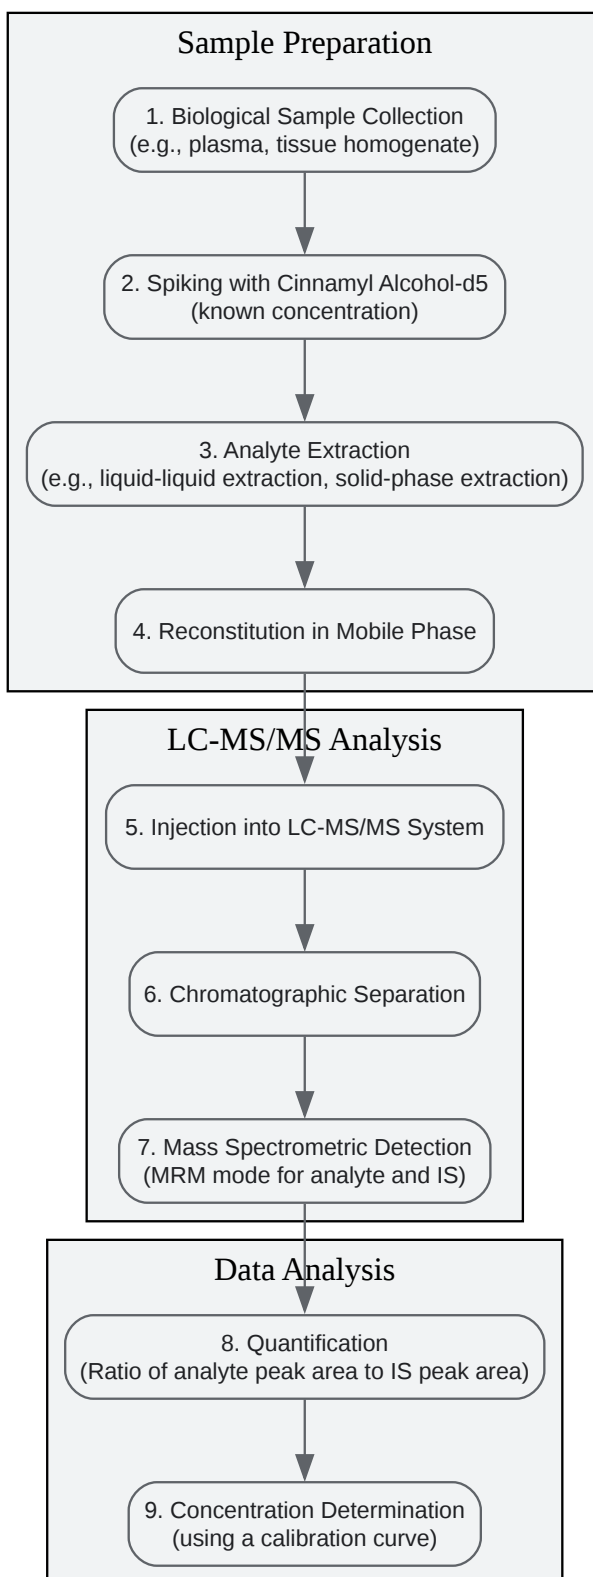 Sample Preparation
1. Biological Sample Collection
(e.g., plasma, tissue homogenate)
2. Spiking with Cinnamyl Alcohol-d5
(known concentration)
3. Analyte Extraction
(e.g., liquid-liquid extraction, solid-phase extraction)
4. Reconstitution in Mobile Phase
LC-MS/MS Analysis
5. Injection into LC-MS/MS System
6. Chromatographic Separation
7. Mass Spectrometric Detection
(MRM mode for analyte and IS)
Data Analysis
8. Quantification
(Ratio of analyte peak area to IS peak area)
9. Concentration Determination
(using a calibration curve)